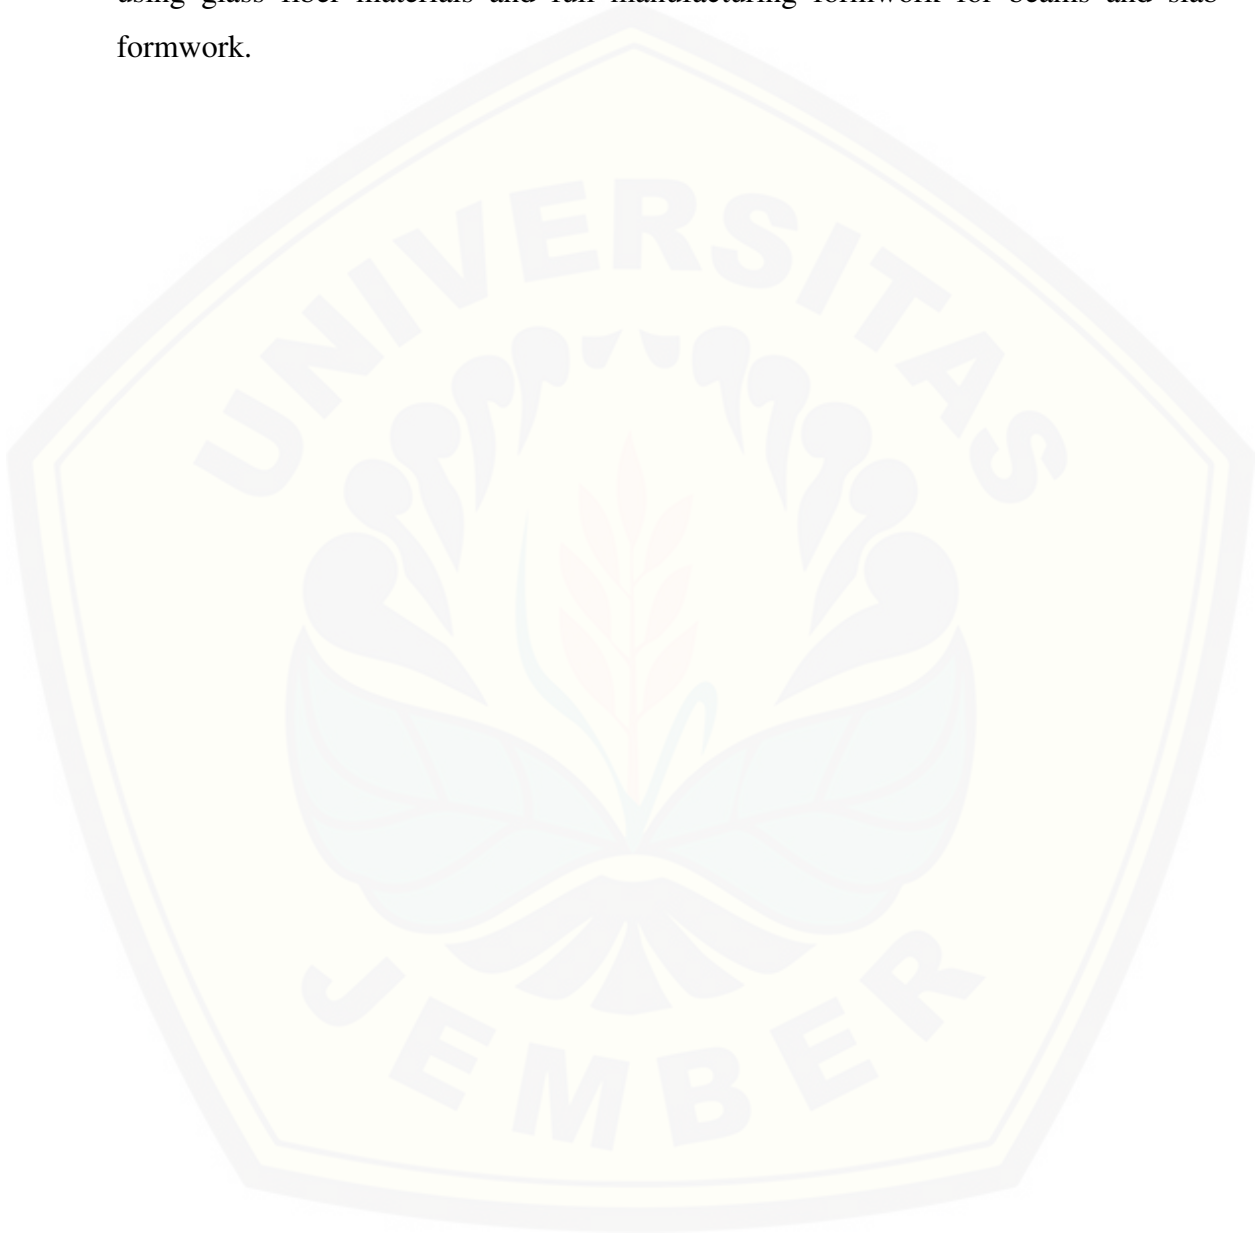 using glass fiber materials and full manufacturing formwork for beams and slab
formwork.
UNIVERSITAS
JEMBER